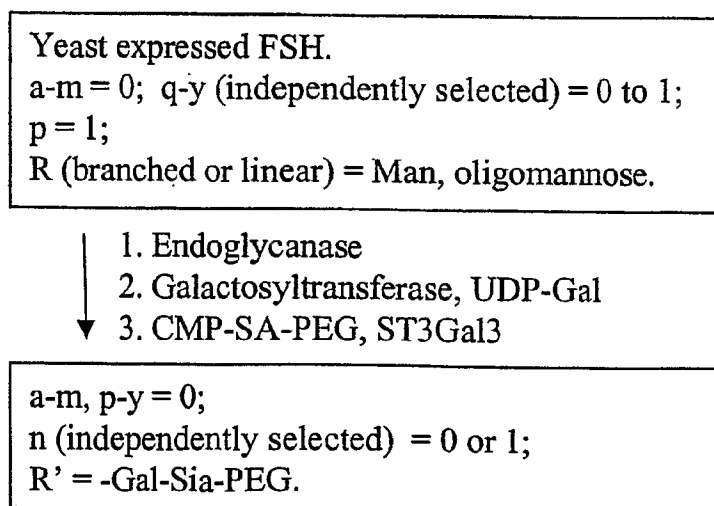 Yeast expressed FSH.
a-m = 0; q-y (independently selected) = 0 to 1;
p = 1;
R (branched or linear) = Man, oligomannose.
1. Endoglycanase
2. Galactosyltransferase, UDP-Gal
3. CMP-SA-PEG, ST3Gal3
a-m, p-y = 0;
n (independently selected) = 0 or 1;
R' = -Gal-Sia-PEG.